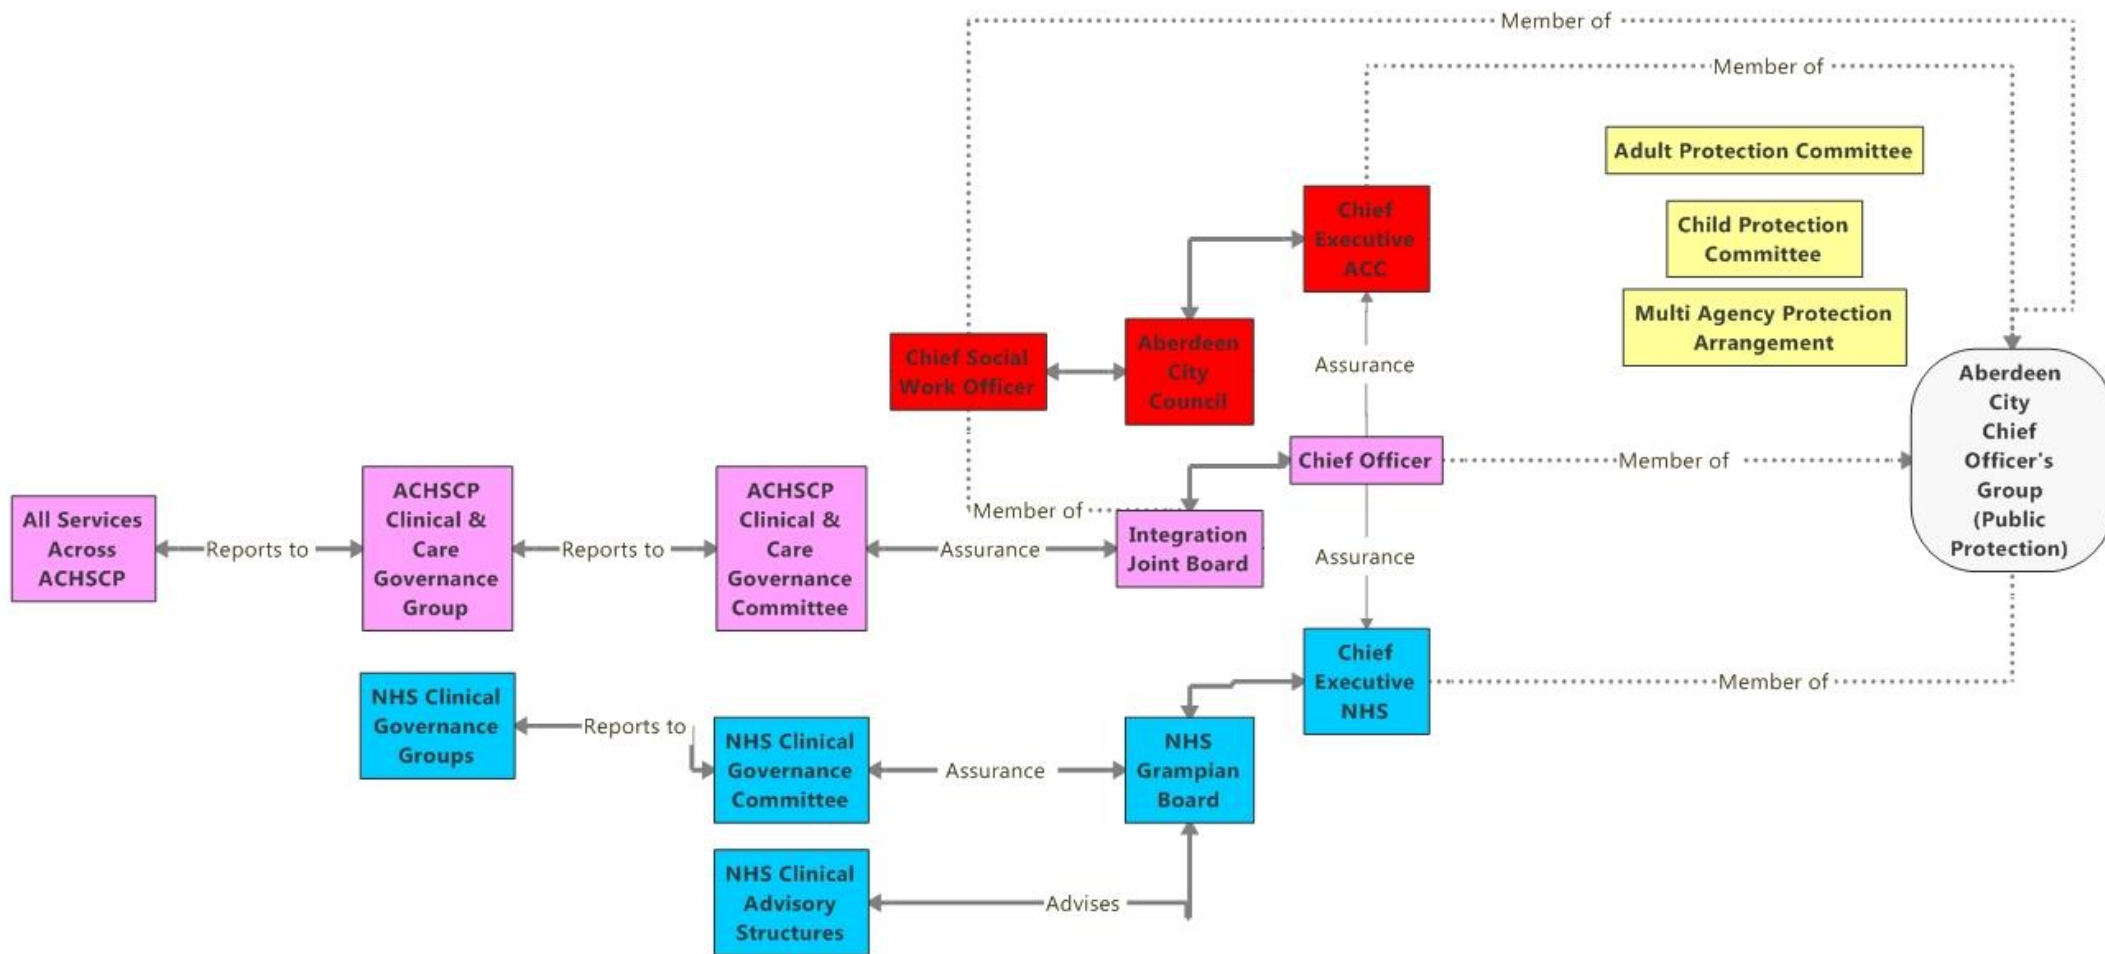 Member of
Member of
Adult Protection Committee
Chief
Executive
ACC
Child Protection
Committee
Multi Agency Protection
Arrangement
Chief Social
Work Officer
Aberdeen
City
Council
Assurance
Aberdeen
City
Chief
Officer's
Group
(Public
Protection)
Chief Officer
Member of
All Services
Across
ACHSCP
Reports to
ACHSCP
Clinical &
Care
Governance
Group
Reports to
ACHSCP
Clinical &
Care
Governance
Committee
Assurance
Member of
Integration
Joint Board
Assurance
Chief
Executive
NHS
Member of
NHS Clinical
Governance
Groups
Reports to
NHS Clinical
Governance
Committee
Assurance
NHS
Grampian
Board
NHS Clinical
Advisory
Structures
Advises